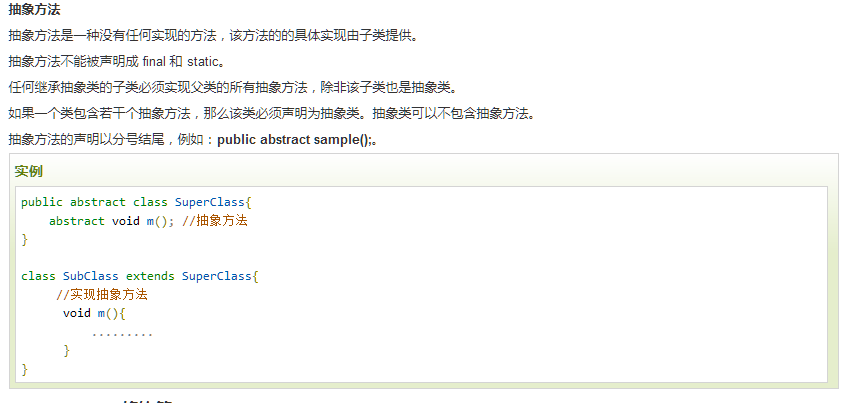 抽象方法
抽象方法是一种没有任何实现的方法，该方法的的具体实现由子类提供。
抽象方法不能被声明成 final 和 static。
任何继承抽象类的子类必须实现父类的所有抽象方法，除非该子类也是抽象类。
如果一个类包含若干个抽象方法，那么该类必须声明为抽象类。抽象类可以不包含抽象方法。
抽象方法的声明以分号结尾，例如：public abstract sample();。
实例
public abstract class SuperClass{
    abstract void m(); //抽象方法
}
class SubClass extends SuperClass{
     //实现抽象方法
      void m(){
          .........
      }
}